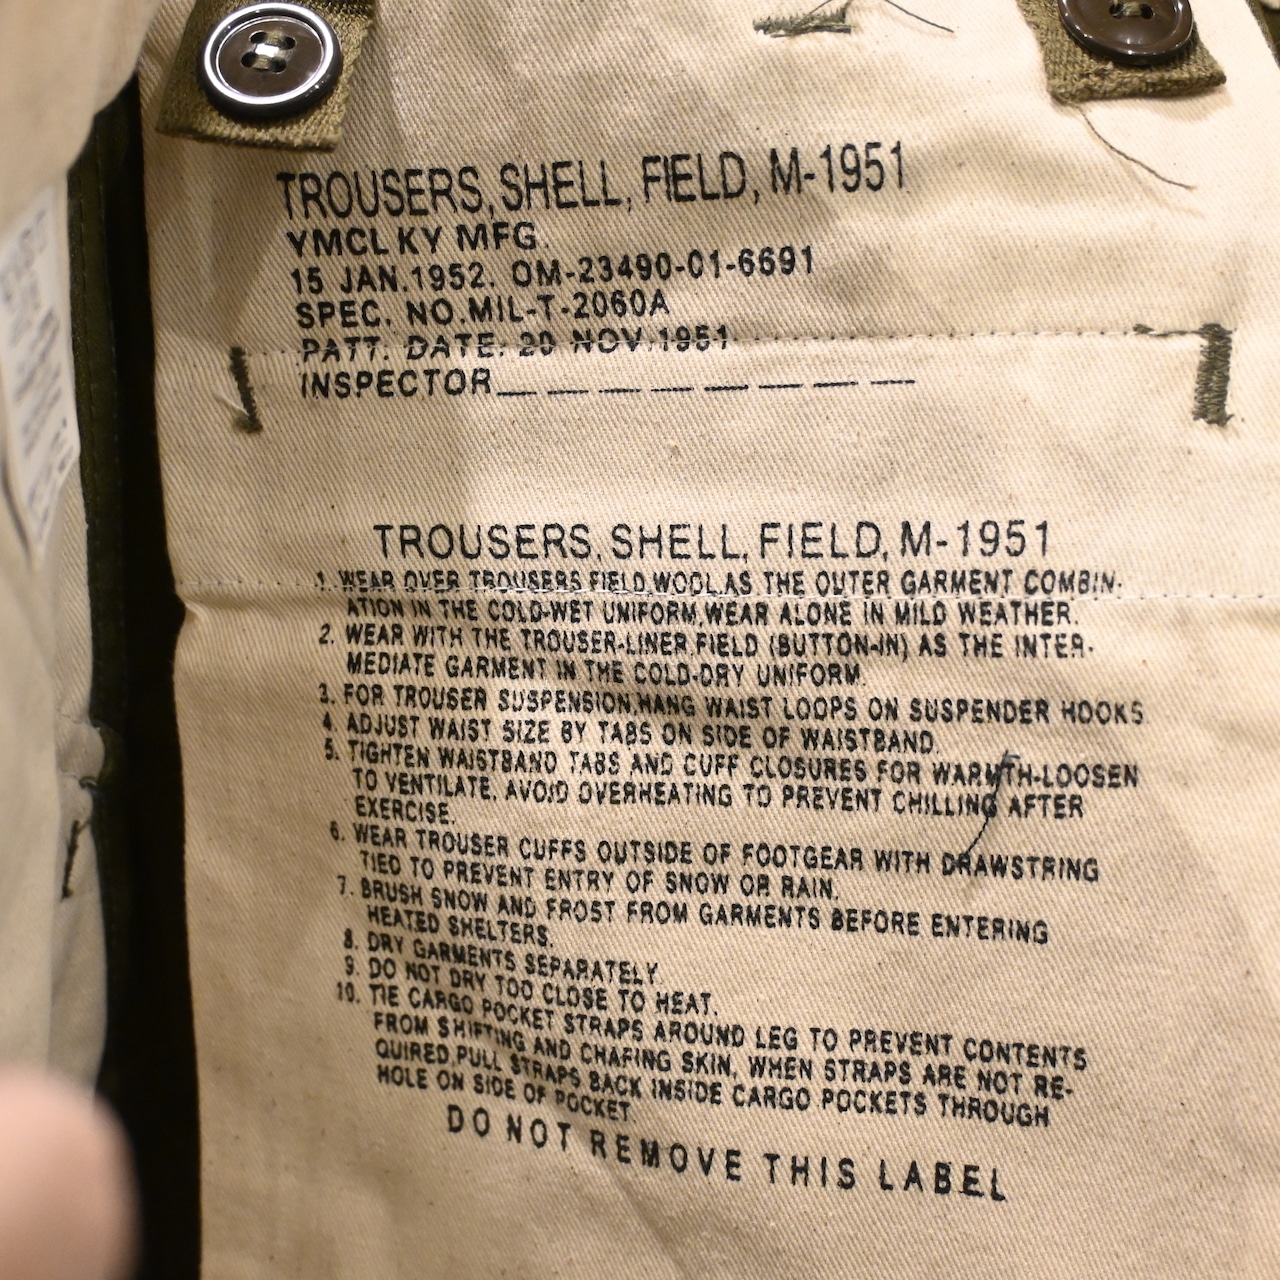 TROUSERS, SHELL, FIELD, M-1951
YMCL KY MFG.
15 JAN.1952. OM-23490-01-6691
SPEC. NO.MIL-T-2060A
PATT. DATE: 20 NOV.1951
INSPECTOR__ __ __ __ __ __ __ __
TROUSERS, SHELL, FIELD, M-1951
1. WEAR OVER TROUSERS FIELD,WOOL,AS THE OUTER GARMENT COMBIN-
ATION IN THE COLD-WET UNIFORM,WEAR ALONE IN MILD WEATHER.
2. WEAR WITH THE TROUSER-LINER,FIELD (BUTTON-IN) AS THE INTER-
MEDIATE GARMENT IN THE COLD-DRY UNIFORM.
3. FOR TROUSER SUSPENSION,HANG WAIST LOOPS ON SUSPENDER HOOKS
4. ADJUST WAIST SIZE BY TABS ON SIDE OF WAISTBAND.
5. TIGHTEN WAISTBAND TABS AND CUFF CLOSURES FOR WARMTH-LOOSEN
TO VENTILATE, AVOID OVERHEATING TO PREVENT CHILLING AFTER
EXERCISE.
6. WEAR TROUSER CUFFS OUTSIDE OF FOOTGEAR WITH DRAWSTRING
TIED TO PREVENT ENTRY OF SNOW OR RAIN.
7. BRUSH SNOW AND FROST FROM GARMENTS BEFORE ENTERING
HEATED SHELTERS.
8. DRY GARMENTS SEPARATELY.
9. DO NOT DRY TOO CLOSE TO HEAT.
10. TIE CARGO POCKET STRAPS AROUND LEG TO PREVENT CONTENTS
FROM SHIFTING AND CHAFING SKIN, WHEN STRAPS ARE NOT RE-
QUIRED,PULL STRAPS BACK INSIDE CARGO POCKETS THROUGH
HOLE ON SIDE OF POCKET.
DO NOT REMOVE THIS LABEL